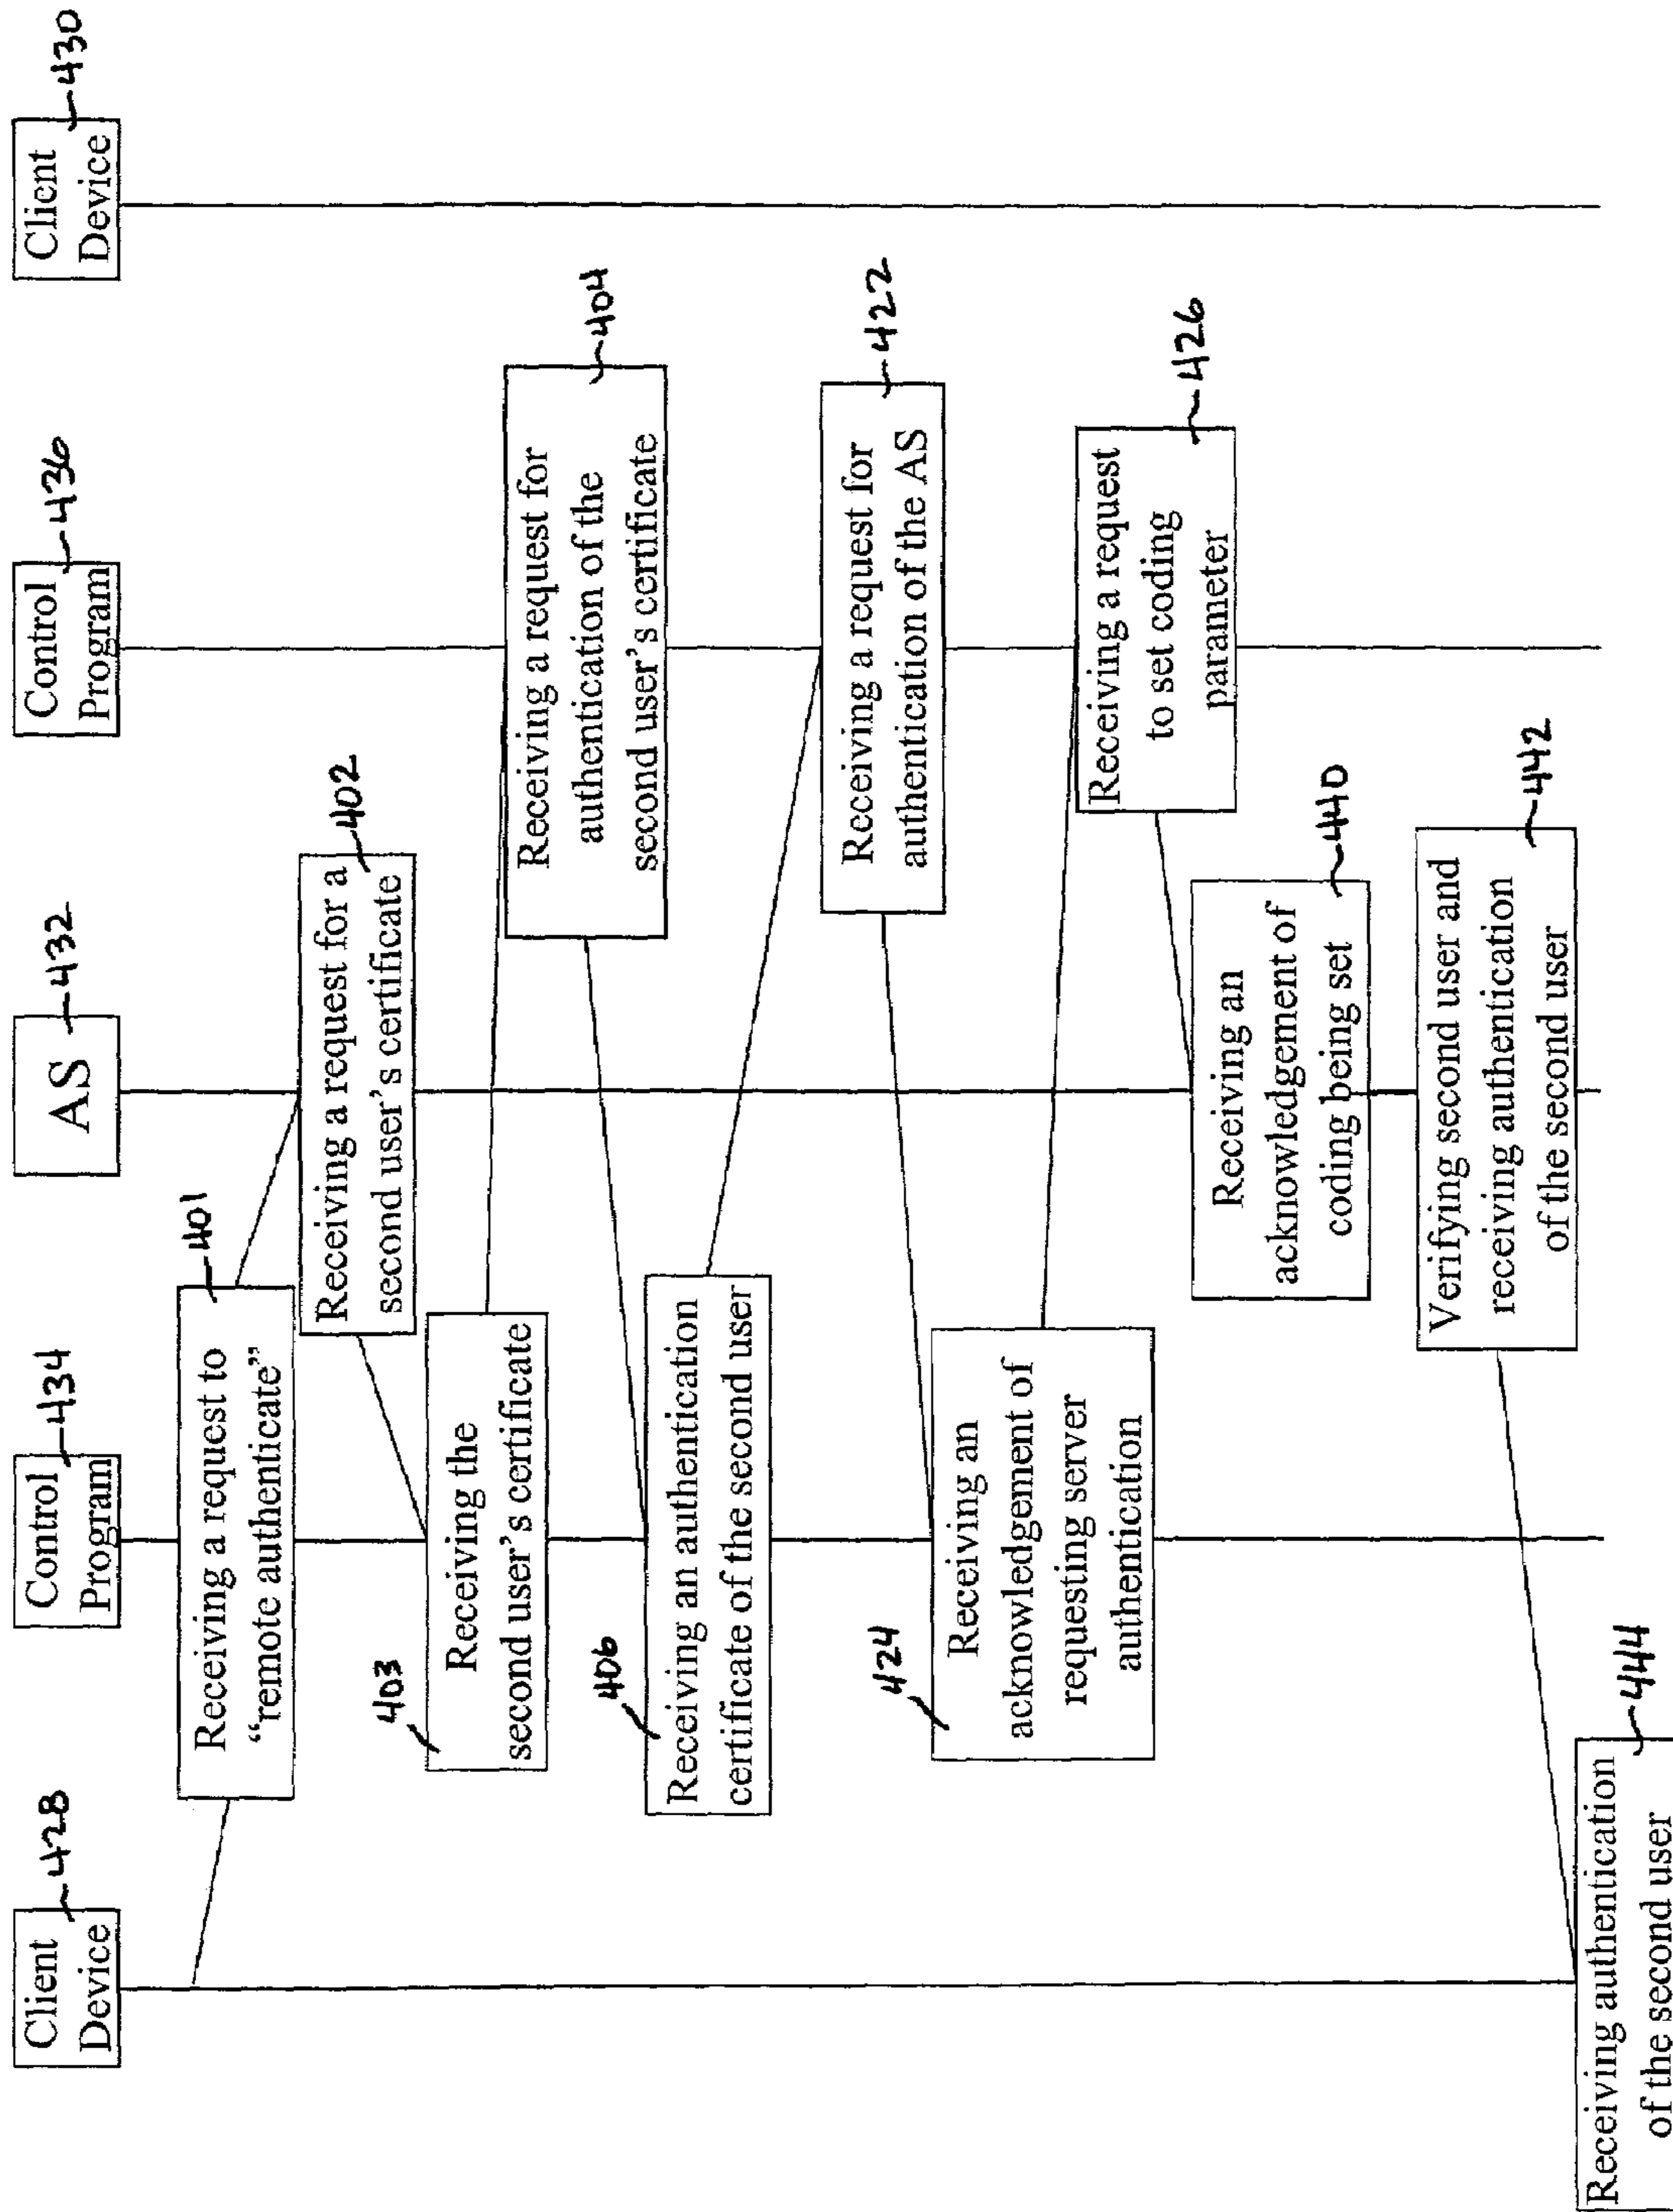 Client
Device
428
Control
Program
434
AS
432
Control
Program
436
Client
Device
430
Receiving a request to
“remote authenticate”
401
Receiving a request for a
second user's certificate
402
403
Receiving the
second user's certificate
Receiving a request for
authentication of the
second user's certificate
404
406
Receiving an authentication
certificate of the second user
Receiving a request for
authentication of the AS
422
424
Receiving an
acknowledgement of
requesting server
authentication
Receiving a request
to set coding
parameter
426
Receiving an
acknowledgement of
coding being set
440
Verifying second user and
receiving authentication
of the second user
442
Receiving authentication
of the second user
444